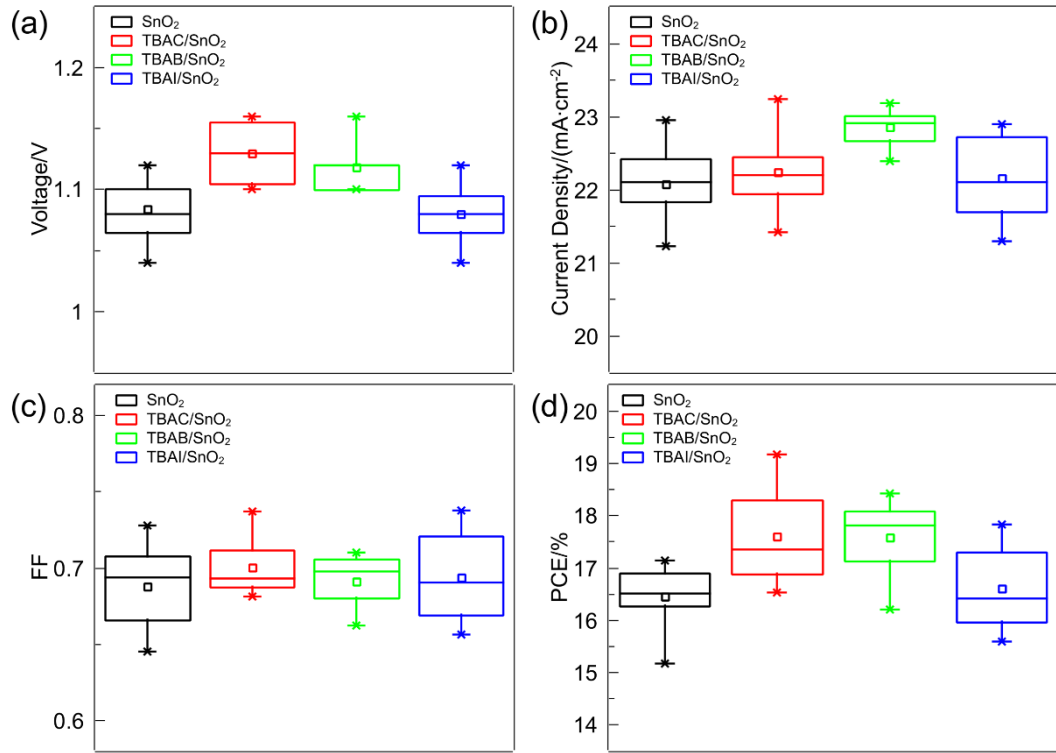 (a)
SnO₂
TBAC/SnO₂
TBAB/SnO₂
TBAI/SnO₂
1.2
1.10
1
Voltage/V
(b)
SnO₂
TBAC/SnO₂
TBAB/SnO₂
TBAI/SnO₂
24
23
22
21
20
Current Density/(mA·cm⁻²)
(c)
SnO₂
TBAC/SnO₂
TBAB/SnO₂
TBAI/SnO₂
0.8
0.7
0.6
FF
(d)
SnO₂
TBAC/SnO₂
TBAB/SnO₂
TBAI/SnO₂
20
19
18
17
16
15
14
PCE/%